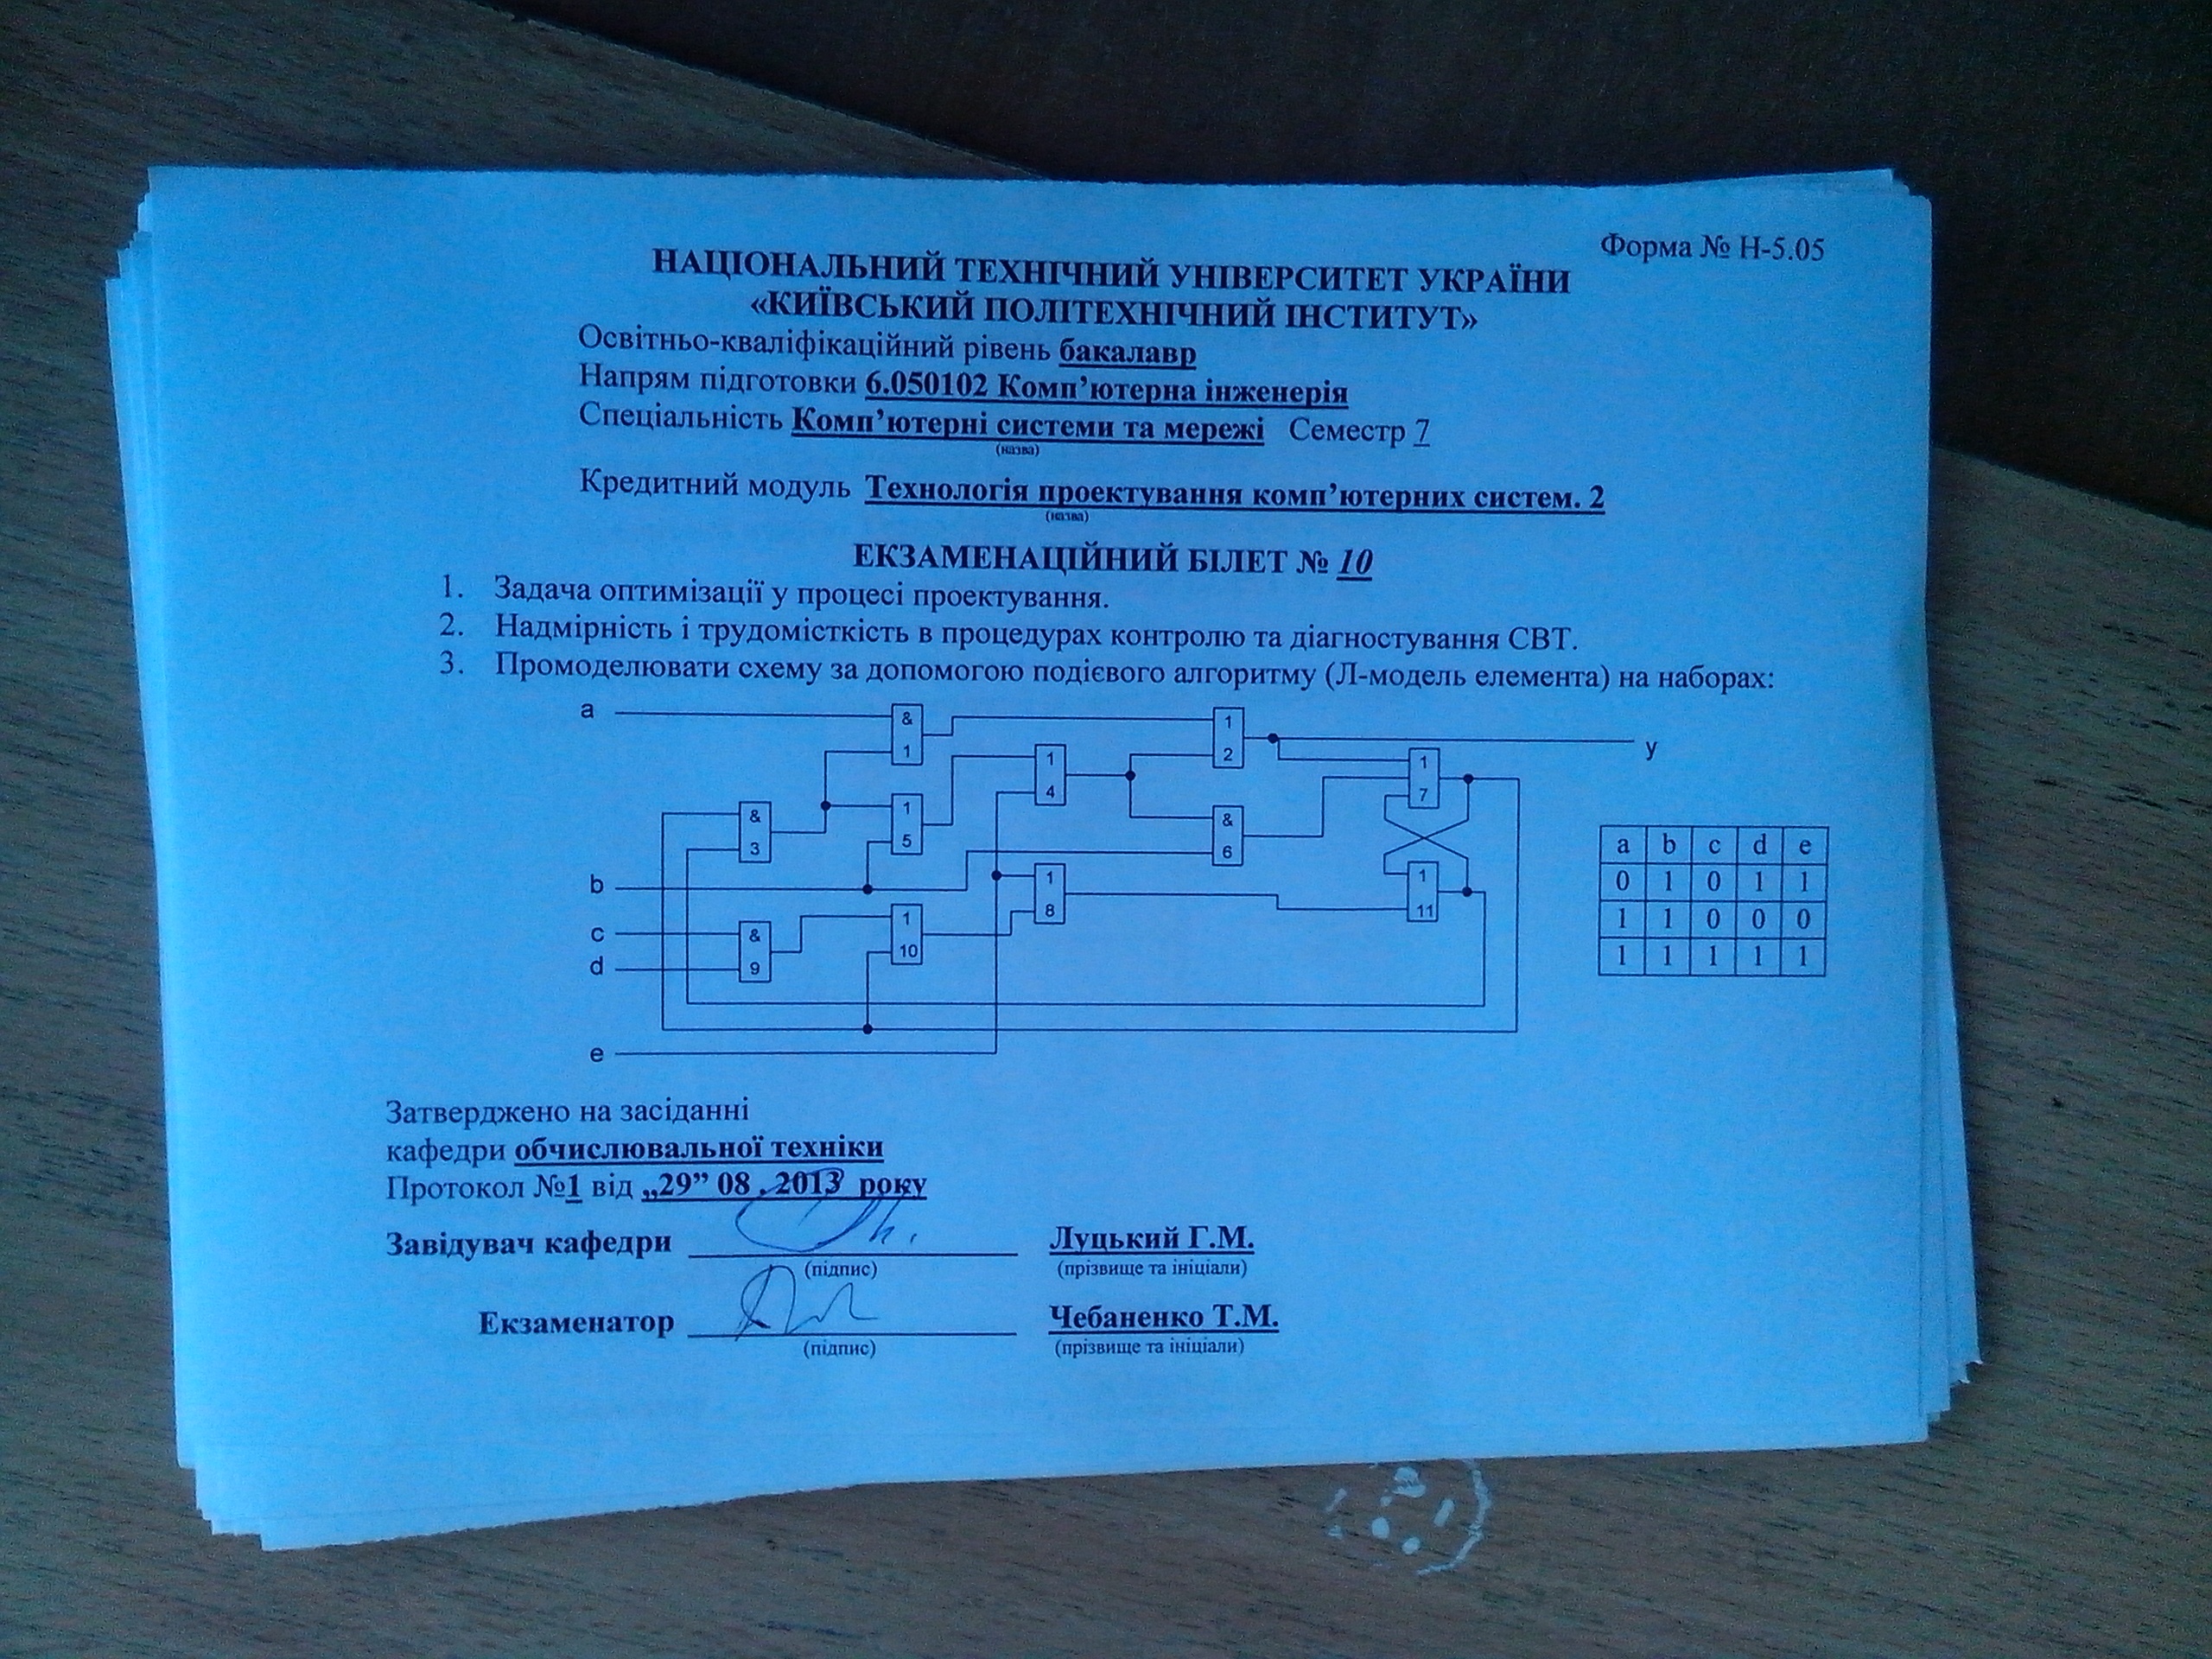 Форма № Н-5.05
НАЦІОНАЛЬНИЙ ТЕХНІЧНИЙ УНІВЕРСИТЕТ УКРАЇНИ
«КИЇВСЬКИЙ ПОЛІТЕХНІЧНИЙ ІНСТИТУТ»
Освітньо-кваліфікаційний рівень бакалавр
Напрям підготовки 6.050102 Комп’ютерна інженерія
Спеціальність Комп’ютерні системи та мережі Семестр 7
(назва)
Кредитний модуль Технологія проектування комп’ютерних систем. 2
(назва)
ЕКЗАМЕНАЦІЙНИЙ БІЛЕТ № 10
1. Задача оптимізації у процесі проектування.
2. Надмірність і трудомісткість в процедурах контролю та діагностування СВТ.
3. Промоделювати схему за допомогою подієвого алгоритму (Л-модель елемента) на наборах:
a
& 1
1 2
y
1 4
1 7
& 3
1 5
& 6
b
1 8
1 11
c
& 9
1 10
d
e
a b c d e
0 1 0 1 1
1 1 0 0 0
1 1 1 1 1
Затверджено на засіданні
кафедри обчислювальної техніки
Протокол №1 від „29” 08 . 2013 року
Завідувач кафедри Луцький Г.М.
(підпис) (прізвище та ініціали)
Екзаменатор Чебаненко Т.М.
(підпис) (прізвище та ініціали)